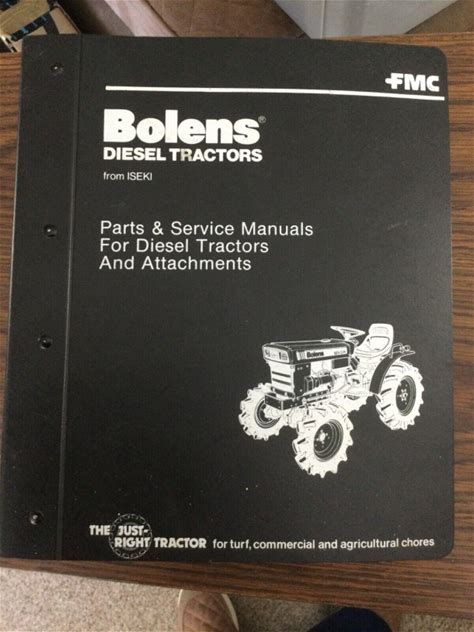 FMC
Bolens®
DIESEL TRACTORS
from ISEKI
Parts & Service Manuals
For Diesel Tractors
And Attachments
Bolens
THE JUST-RIGHT TRACTOR for turf, commercial and agricultural chores